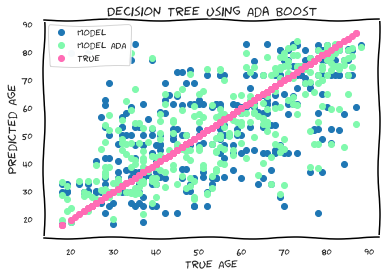 DECISION TREE USING ADA BOOST
MODEL
MODEL ADA
TRUE
PREDICTED AGE
90
80
70
60
50
40
30
20
20 30 40 50 60 70 80 90
TRUE AGE